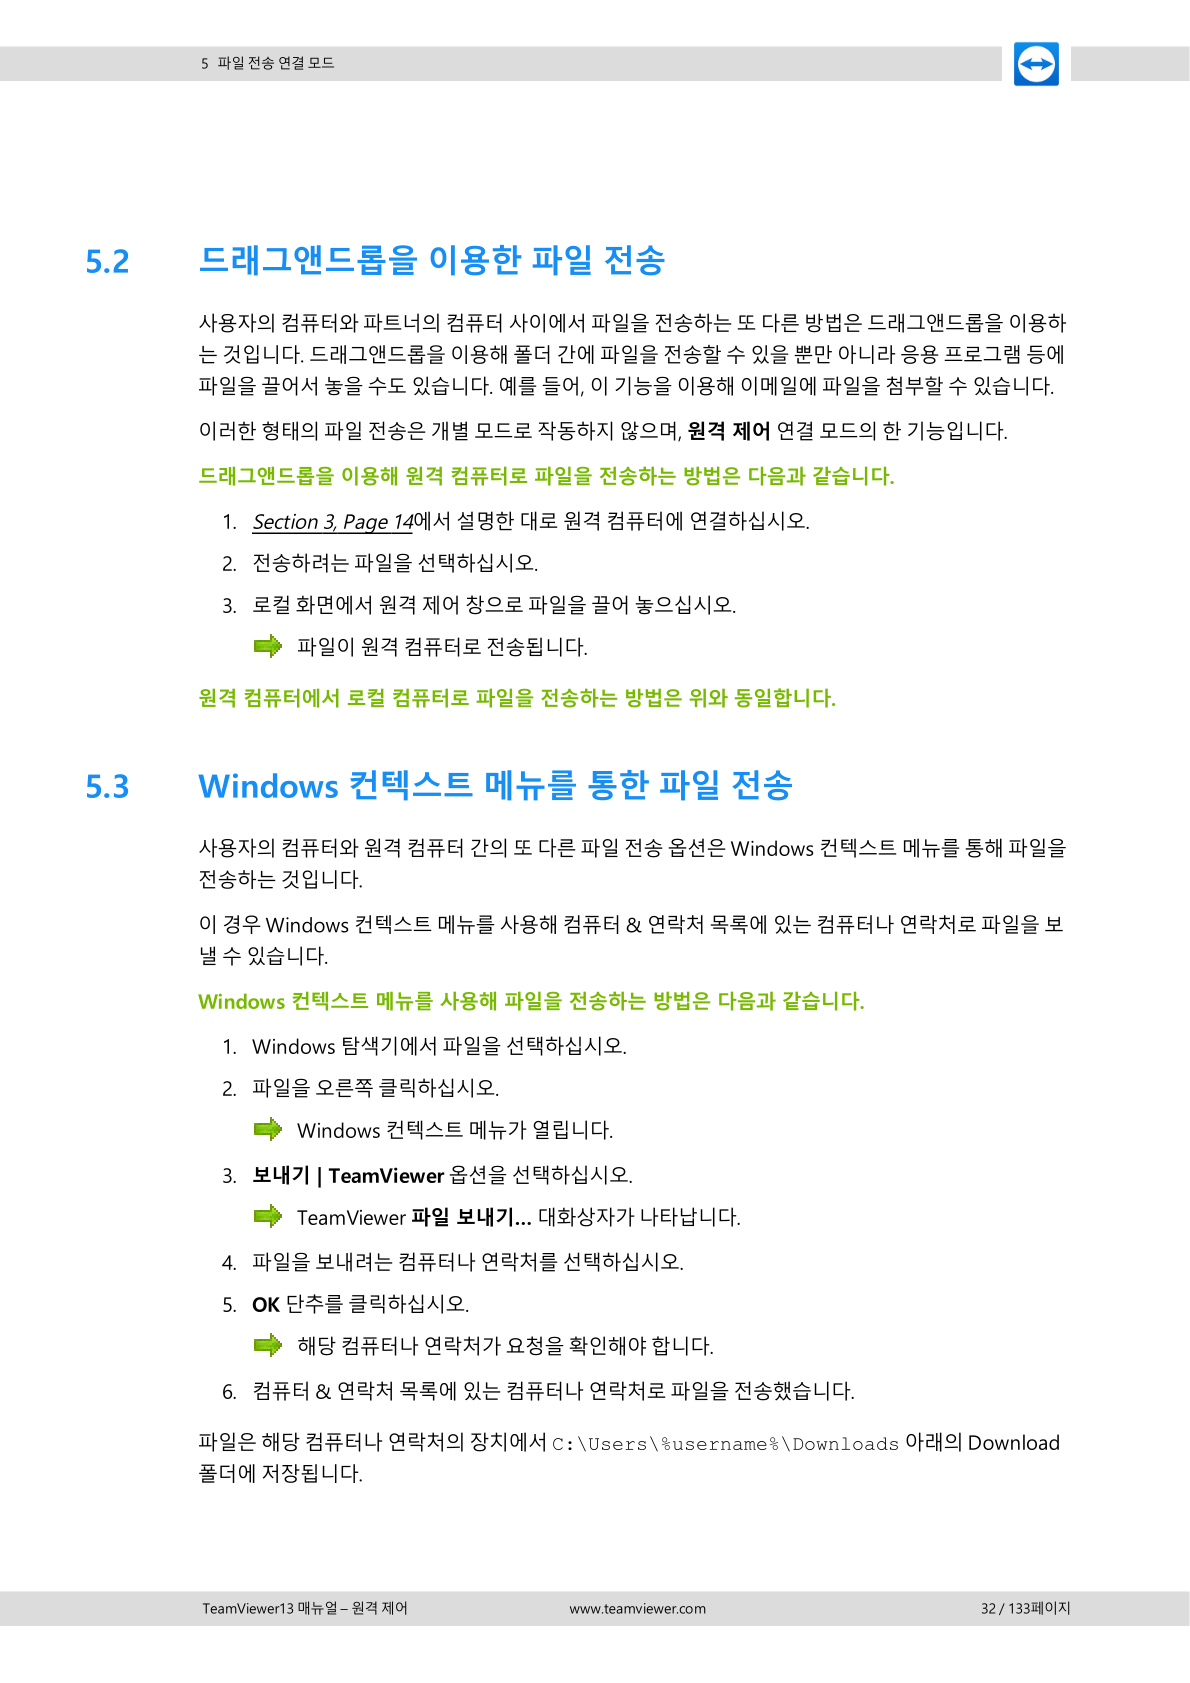 5 파일 전송 연결 모드
5.2 드래그앤드롭을 이용한 파일 전송
사용자의 컴퓨터와 파트너의 컴퓨터 사이에서 파일을 전송하는 또 다른 방법은 드래그앤드롭을 이용하
는 것입니다. 드래그앤드롭을 이용해 폴더 간에 파일을 전송할 수 있을 뿐만 아니라 응용 프로그램 등에
파일을 끌어서 놓을 수도 있습니다. 예를 들어, 이 기능을 이용해 이메일에 파일을 첨부할 수 있습니다.
이러한 형태의 파일 전송은 개별 모드로 작동하지 않으며, 원격 제어 연결 모드의 한 기능입니다.
드래그앤드롭을 이용해 원격 컴퓨터로 파일을 전송하는 방법은 다음과 같습니다.
1. Section 3, Page 14에서 설명한 대로 원격 컴퓨터에 연결하십시오.
2. 전송하려는 파일을 선택하십시오.
3. 로컬 화면에서 원격 제어 창으로 파일을 끌어 놓으십시오.
파일이 원격 컴퓨터로 전송됩니다.
원격 컴퓨터에서 로컬 컴퓨터로 파일을 전송하는 방법은 위와 동일합니다.
5.3 Windows 컨텍스트 메뉴를 통한 파일 전송
사용자의 컴퓨터와 원격 컴퓨터 간의 또 다른 파일 전송 옵션은 Windows 컨텍스트 메뉴를 통해 파일을
전송하는 것입니다.
이 경우 Windows 컨텍스트 메뉴를 사용해 컴퓨터 & 연락처 목록에 있는 컴퓨터나 연락처로 파일을 보
낼 수 있습니다.
Windows 컨텍스트 메뉴를 사용해 파일을 전송하는 방법은 다음과 같습니다.
1. Windows 탐색기에서 파일을 선택하십시오.
2. 파일을 오른쪽 클릭하십시오.
Windows 컨텍스트 메뉴가 열립니다.
3. 보내기 | TeamViewer 옵션을 선택하십시오.
TeamViewer 파일 보내기... 대화상자가 나타납니다.
4. 파일을 보내려는 컴퓨터나 연락처를 선택하십시오.
5. OK 단추를 클릭하십시오.
해당 컴퓨터나 연락처가 요청을 확인해야 합니다.
6. 컴퓨터 & 연락처 목록에 있는 컴퓨터나 연락처로 파일을 전송했습니다.
파일은 해당 컴퓨터나 연락처의 장치에서 C:\Users\%username%\Downloads 아래의 Download
폴더에 저장됩니다.
TeamViewer13 매뉴얼 – 원격 제어 www.teamviewer.com 32 / 133페이지